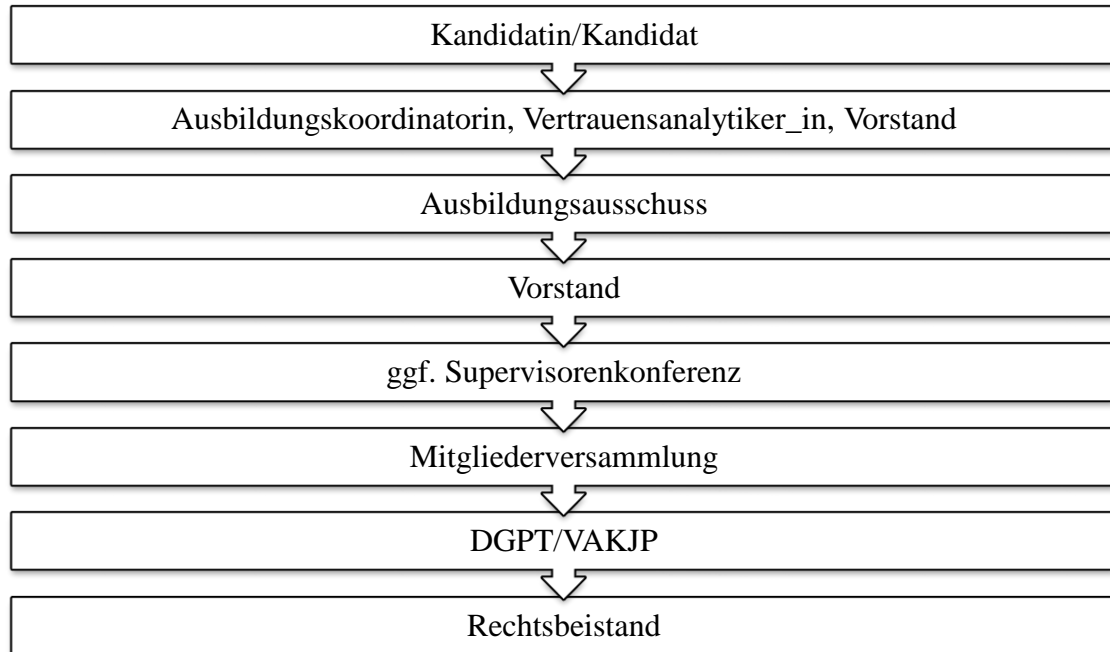 Kandidatin/Kandidat
Ausbildungskoordinatorin, Vertrauensanalytiker_in, Vorstand
Ausbildungsausschuss
Vorstand
ggf. Supervisorenkonferenz
Mitgliederversammlung
DGPT/VAKJP
Rechtsbeistand